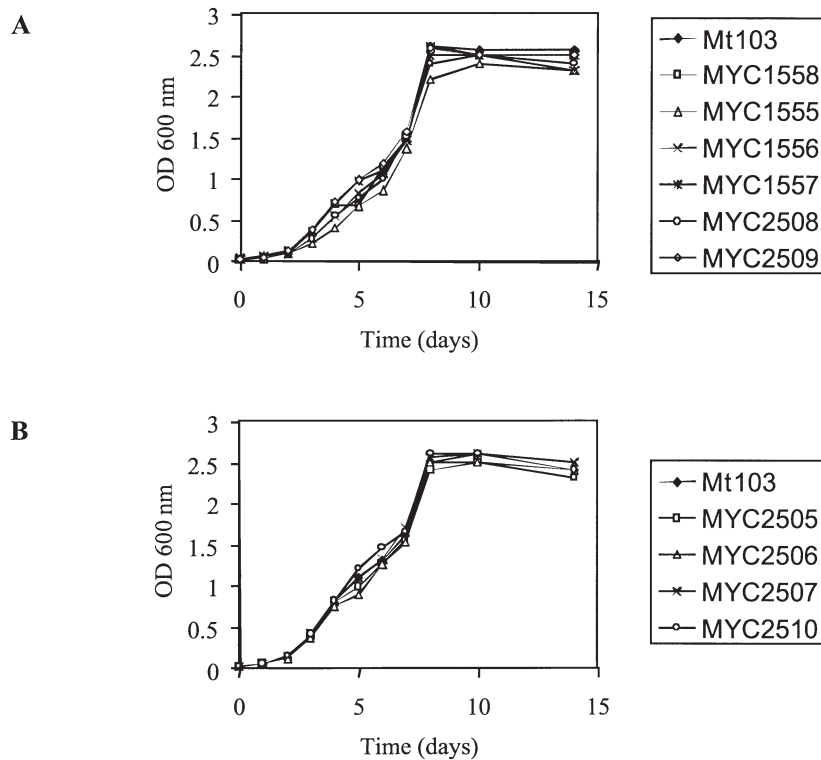 A
3
2.5
2
1.5
1
0.5
0
OD 600 nm
0 5 10 15
Time (days)
Mt103
MYC1558
MYC1555
MYC1556
MYC1557
MYC2508
MYC2509
B
3
2.5
2
1.5
1
0.5
0
OD 600 nm
0 5 10 15
Time (days)
Mt103
MYC2505
MYC2506
MYC2507
MYC2510